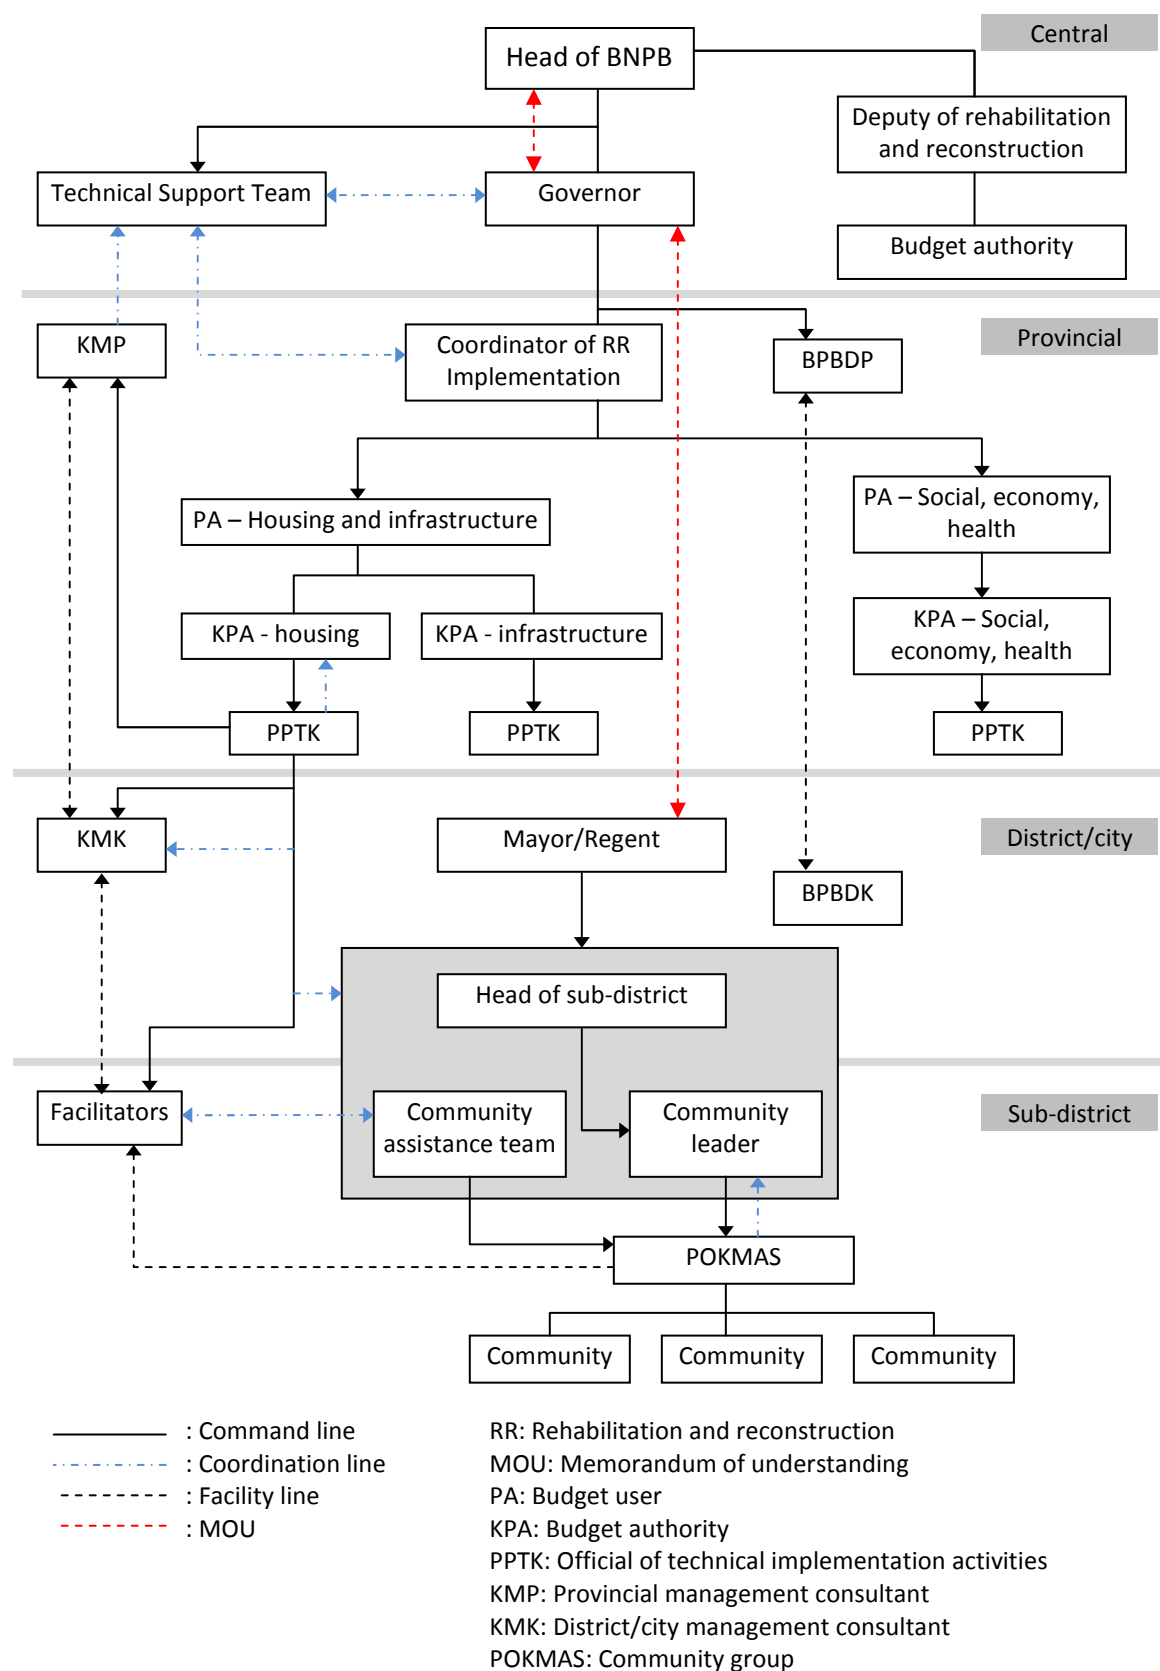 Central
Head of BNPB
Deputy of rehabilitation
and reconstruction
Technical Support Team
Governor
Budget authority
KMP
Coordinator of RR
Implementation
BPBDP
Provincial
PA – Housing and infrastructure
PA – Social, economy,
health
KPA - housing
KPA - infrastructure
KPA – Social,
economy, health
PPTK
PPTK
PPTK
KMK
Mayor/Regent
District/city
BPBDK
Head of sub-district
Facilitators
Community
assistance team
Community
leader
Sub-district
POKMAS
Community
Community
Community
: Command line
: Coordination line
: Facility line
: MOU
RR: Rehabilitation and reconstruction
MOU: Memorandum of understanding
PA: Budget user
KPA: Budget authority
PPTK: Official of technical implementation activities
KMP: Provincial management consultant
KMK: District/city management consultant
POKMAS: Community group